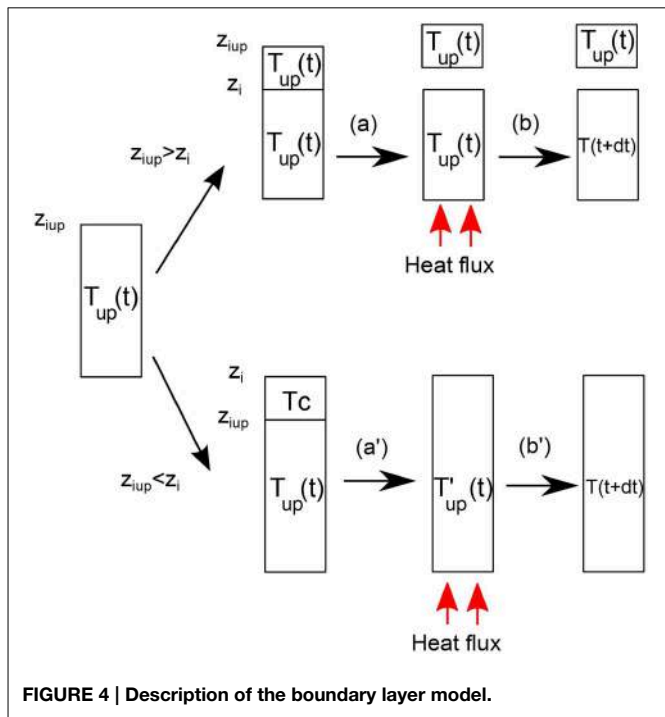 z_iup
z_i
T_up(t)
T_up(t)
(a)
T_up(t)
T_up(t)
(b)
T_up(t)
T(t+dt)
z_iup>z_i
Heat flux
z_iup
T_up(t)
z_iup<z_i
z_i
z_iup
Tc
T_up(t)
(a')
T'_up(t)
(b')
T(t+dt)
Heat flux
FIGURE 4 | Description of the boundary layer model.